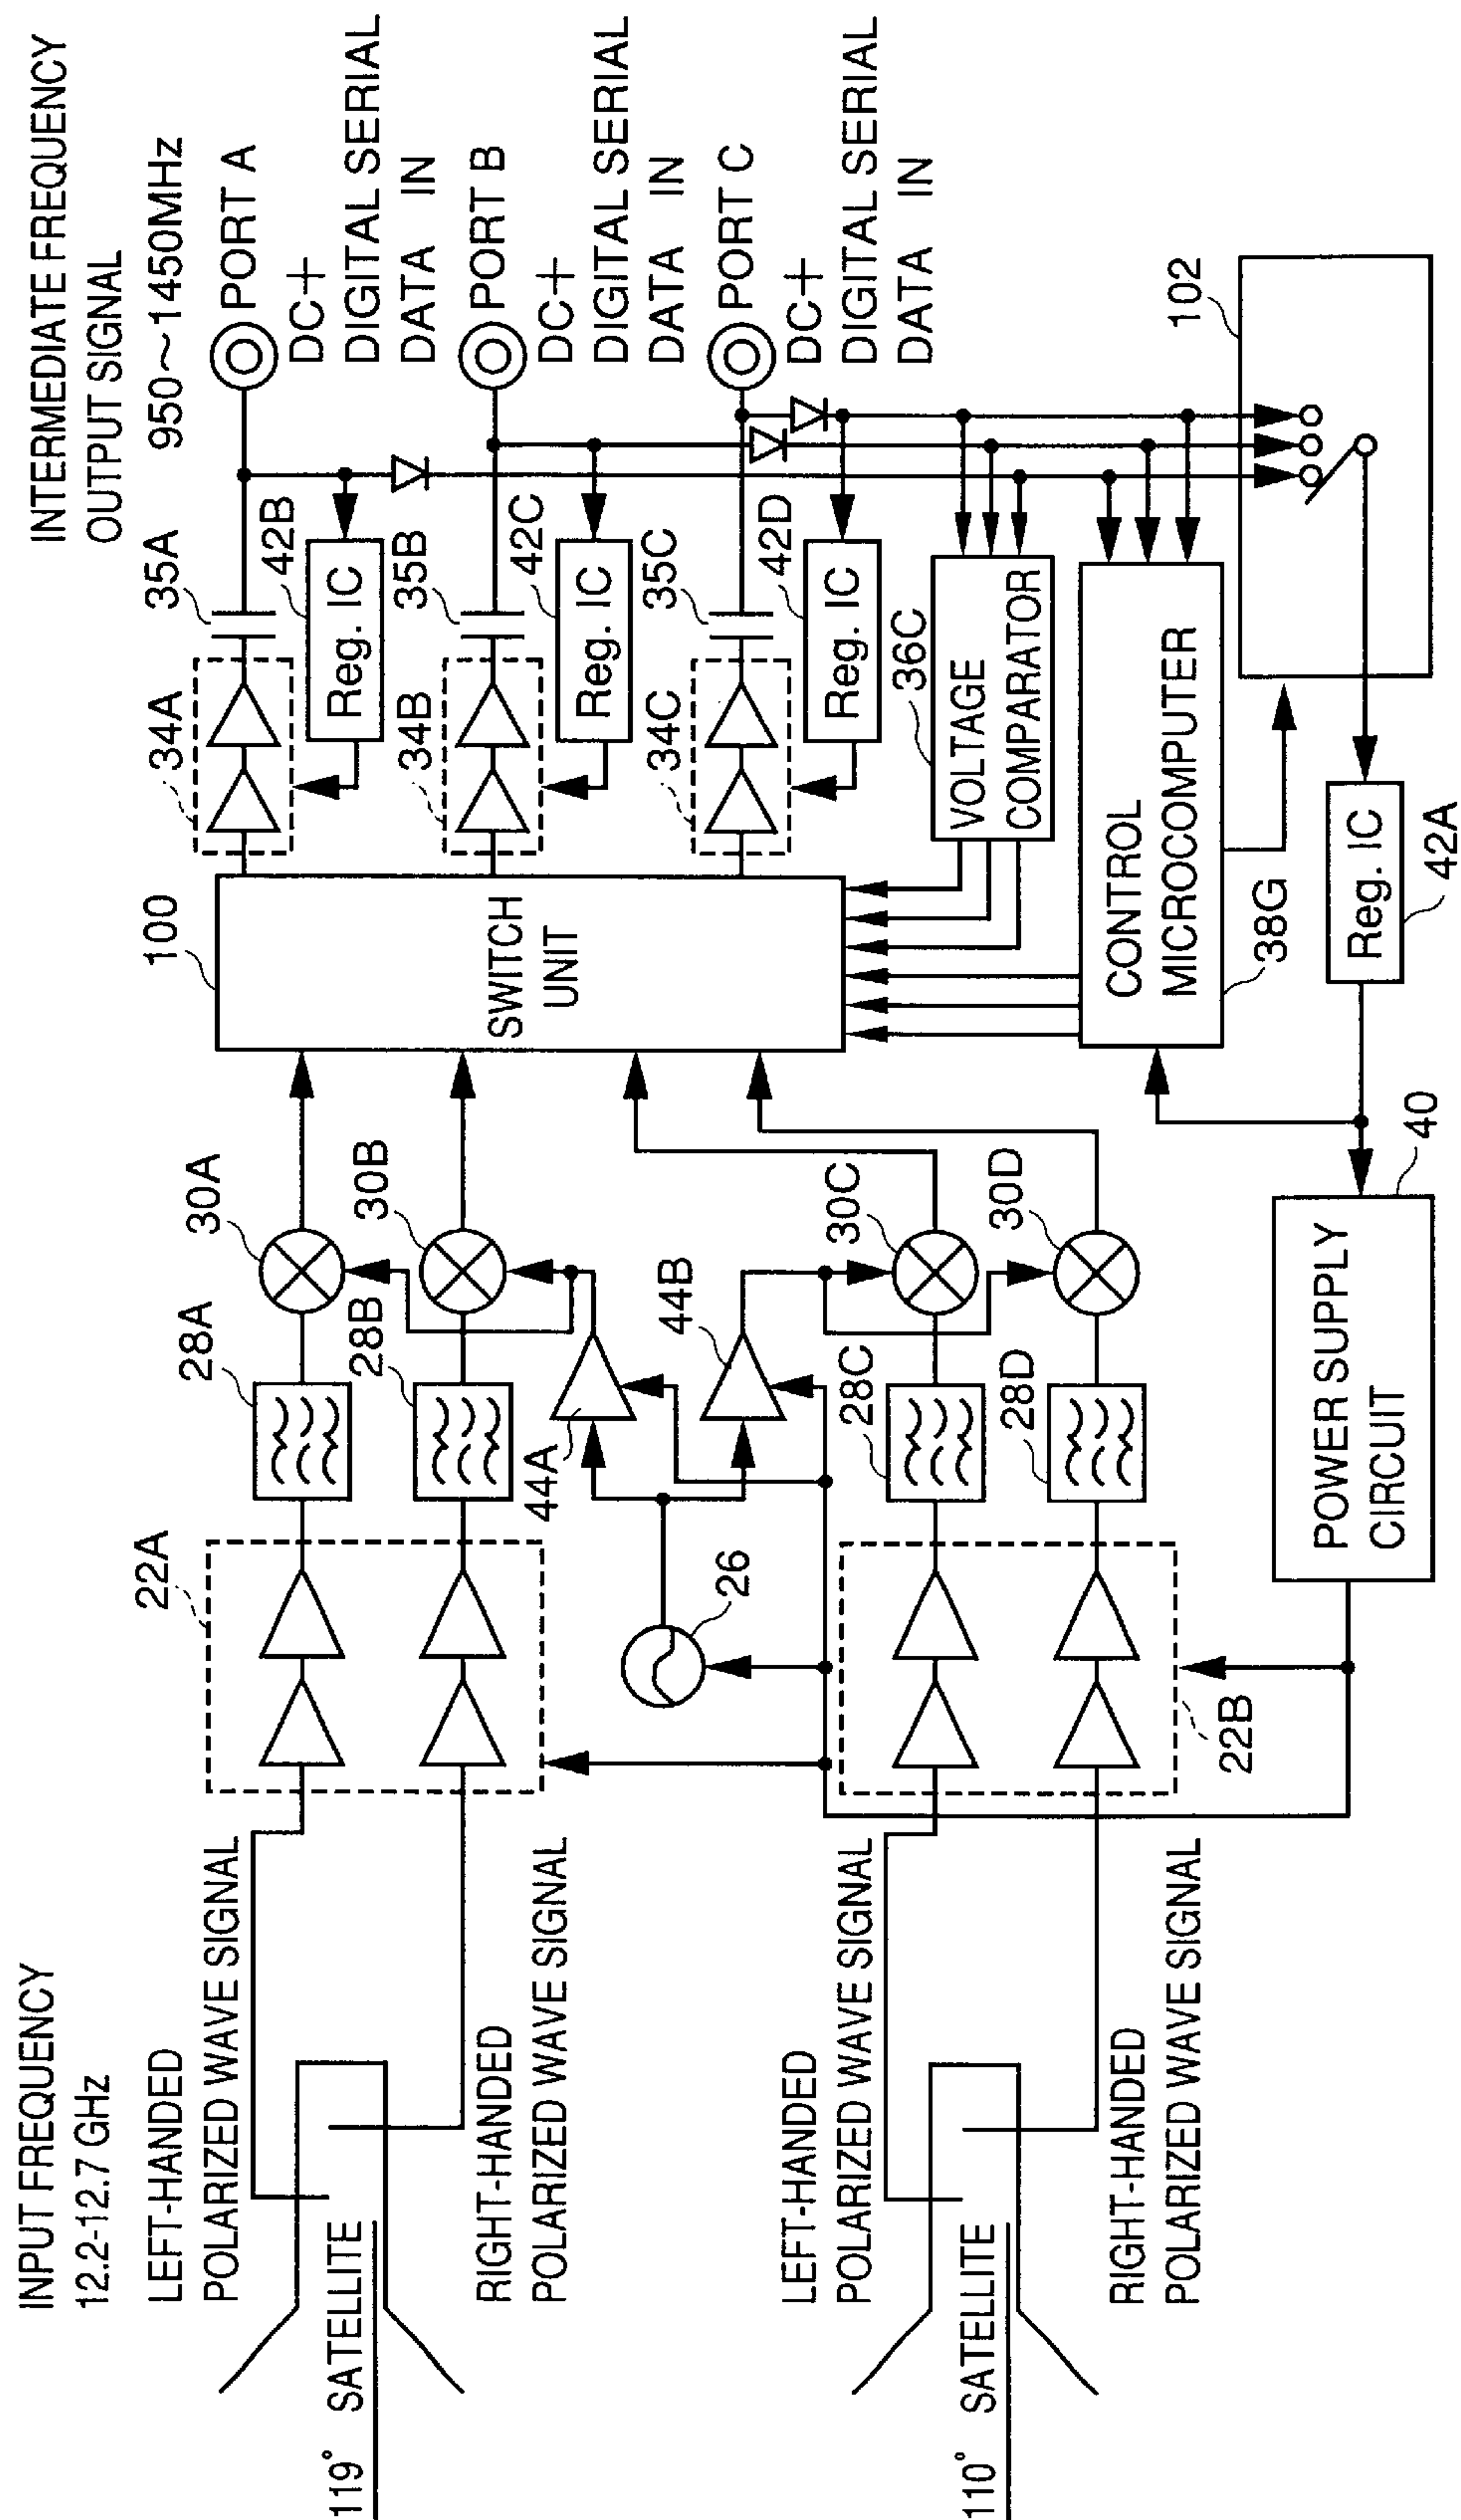 INPUT FREQUENCY
12.2-12.7 GHz
LEFT-HANDED
POLARIZED WAVE SIGNAL
119° SATELLITE
RIGHT-HANDED
POLARIZED WAVE SIGNAL
LEFT-HANDED
POLARIZED WAVE SIGNAL
110° SATELLITE
RIGHT-HANDED
POLARIZED WAVE SIGNAL
22A
22B
26
28A
28B
44A
44B
28C
28D
30A
30B
30C
30D
POWER SUPPLY
CIRCUIT
40
100
SWITCH
UNIT
34A
35A
42B
Reg. IC
34B
35B
42C
Reg. IC
34C
35C
42D
Reg. IC
36C
VOLTAGE
COMPARATOR
CONTROL
MICROCOMPUTER
38G
Reg. IC
42A
102
INTERMEDIATE FREQUENCY
OUTPUT SIGNAL
950~1450MHz
PORT A
DC+
DIGITAL SERIAL
DATA IN
PORT B
DC+
DIGITAL SERIAL
DATA IN
PORT C
DC+
DIGITAL SERIAL
DATA IN